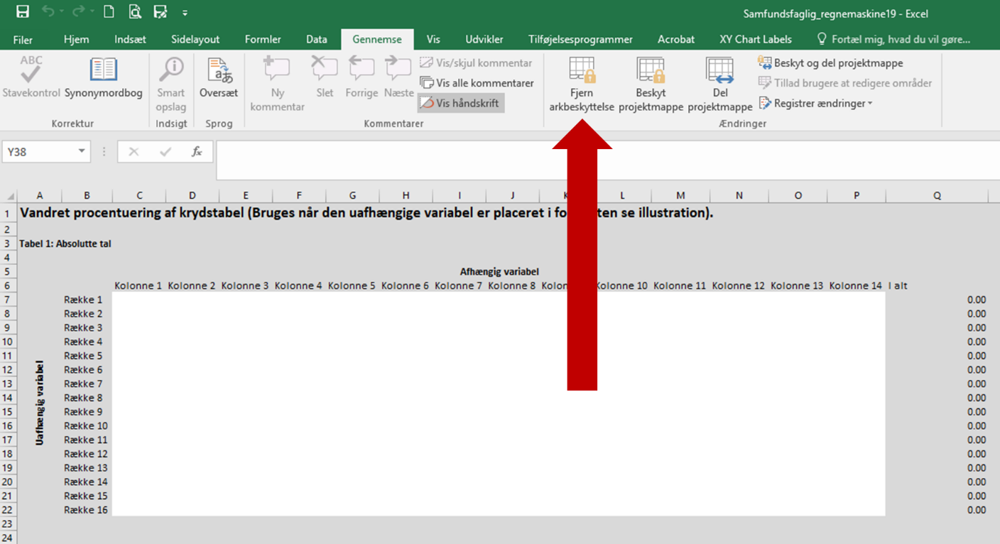 Samfundsfaglig_regnemaskine19 - Excel
Filer Hjem Indsæt Sidelayout Formler Data Gennemse Vis Udvikler Tilføjelsesprogrammer Acrobat XY Chart Labels Fortæl mig, hvad du vil gøre...
ABC
Stavekontrol
Synonymordbog
Korrektur
Smart
opslag
Indsigt
Oversæt
Sprog
Ny
kommentar
Slet
Forrige
Næste
Vis/skjul kommentar
Vis alle kommentarer
Vis håndskrift
Kommentarer
Fjern
arkbeskyttelse
Beskyt
projektmappe
Del
projektmappe
Beskyt og del projektmappe
Tillad brugere at redigere områder
Registrer ændringer
Ændringer
Y38 fx
A B C D E F G H I J K L M N O P Q
1 Vandret procentuering af krydstabel (Bruges når den uafhængige variabel er placeret i fo ten se illustration).
2
3 Tabel 1: Absolutte tal
4
5 Afhængig variabel
6 Kolonne 1 Kolonne 2 Kolonne 3 Kolonne 4 Kolonne 5 Kolonne 6 Kolonne 7 Kolonne 8 Kolon Kolonne 10 Kolonne 11 Kolonne 12 Kolonne 13 Kolonne 14 I alt
Uafhængig variabel
7 Række 1 0.00
8 Række 2 0.00
9 Række 3 0.00
10 Række 4 0.00
11 Række 5 0.00
12 Række 6 0.00
13 Række 7 0.00
14 Række 8 0.00
15 Række 9 0.00
16 Række 10 0.00
17 Række 11 0.00
18 Række 12 0.00
19 Række 13 0.00
20 Række 14 0.00
21 Række 15 0.00
22 Række 16 0.00
23
24